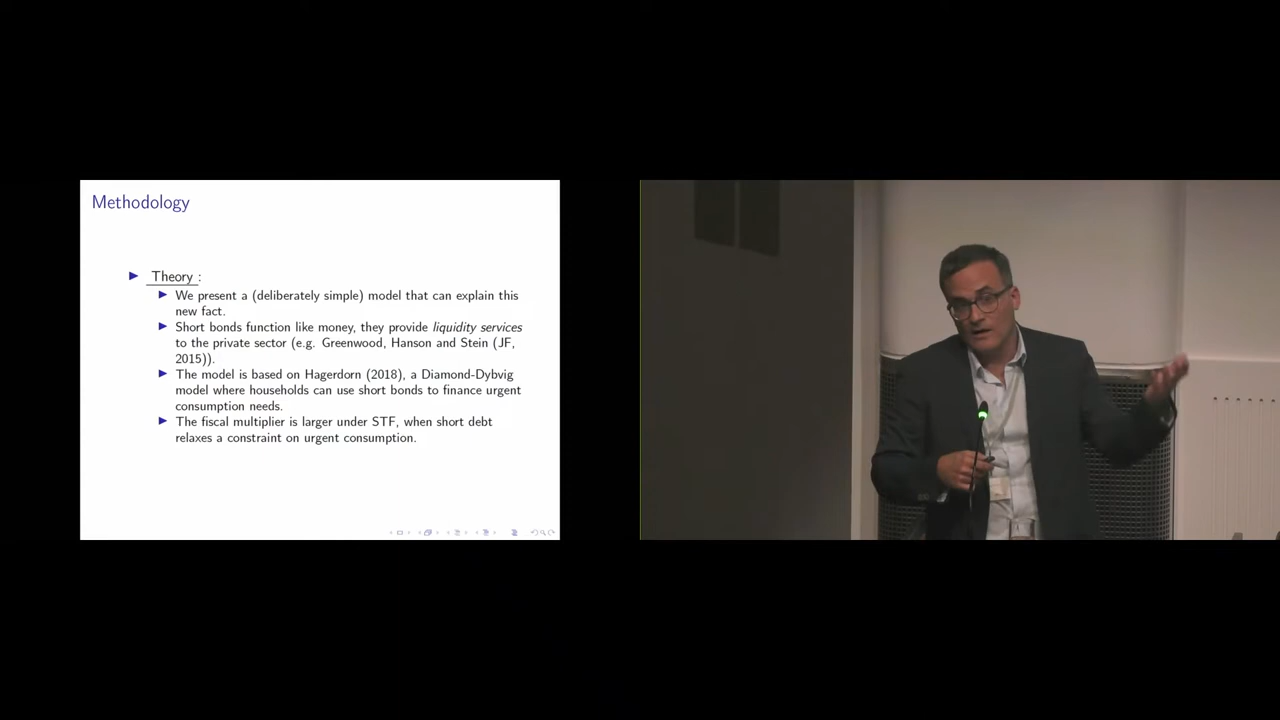 Methodology
Theory :
We present a (deliberately simple) model that can explain this
new fact.
Short bonds function like money, they provide liquidity services
to the private sector (e.g. Greenwood, Hanson and Stein (JF,
2015)).
The model is based on Hagerdorn (2018), a Diamond-Dybvig
model where households can use short bonds to finance urgent
consumption needs.
The fiscal multiplier is larger under STF, when short debt
relaxes a constraint on urgent consumption.